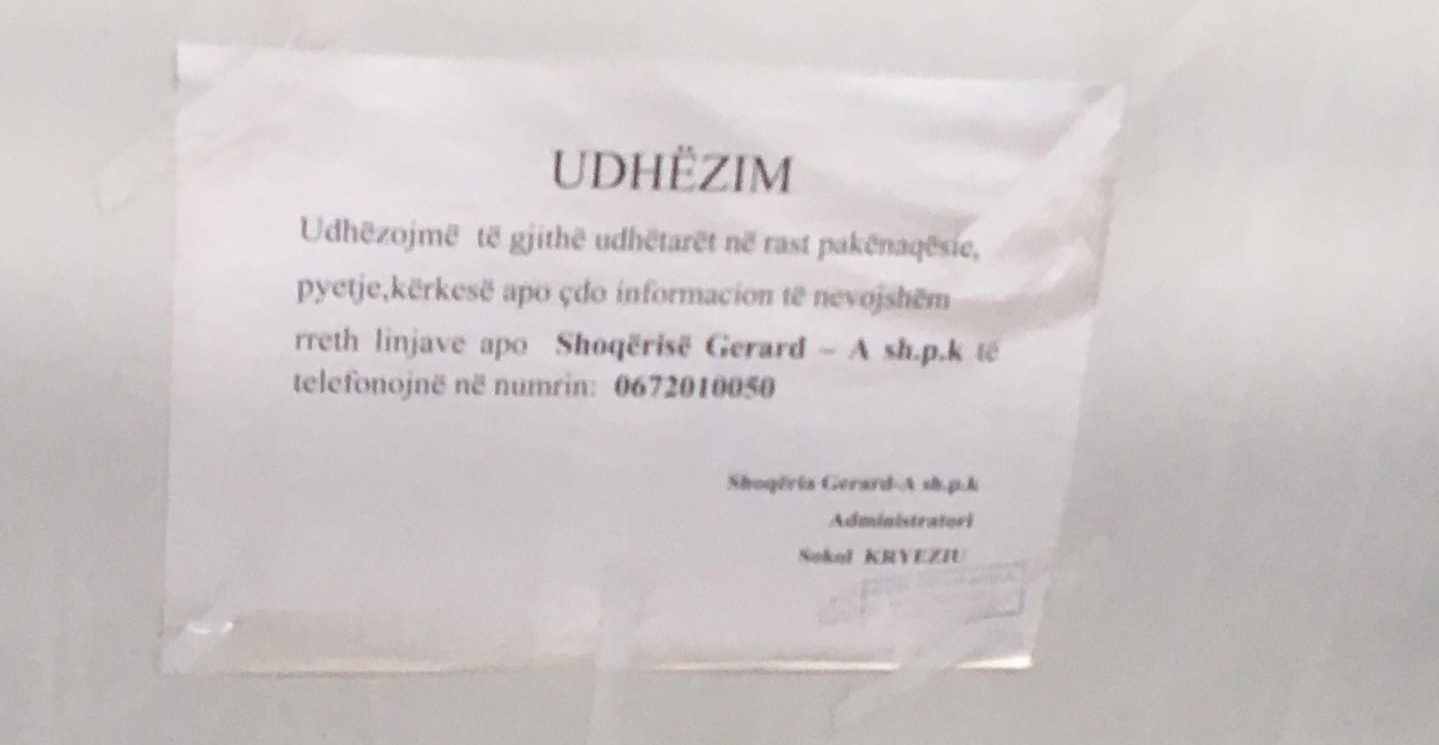 UDHËZIM
Udhëzojmë të gjithë udhëtarët në rast pakënaqësie,
pyetje,kërkesë apo çdo informacion të nevojshëm
rreth linjave apo Shoqërisë Gerard – A sh.p.k të
telefonojnë në numrin: 0672010050
Shoqëria Gerard-A sh.p.k
Administratori
Sokol KRYEZIU